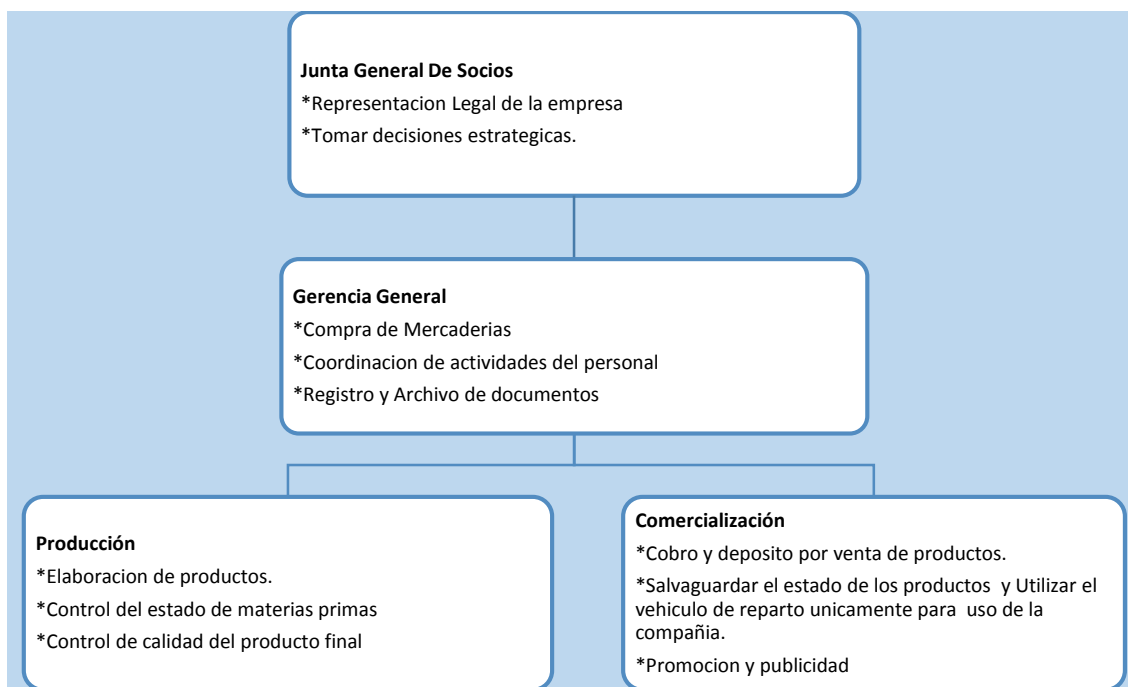 Junta General De Socios
*Representacion Legal de la empresa
*Tomar decisiones estrategicas.
Gerencia General
*Compra de Mercaderias
*Coordinacion de actividades del personal
*Registro y Archivo de documentos
Producción
*Elaboracion de productos.
*Control del estado de materias primas
*Control de calidad del producto final
Comercialización
*Cobro y deposito por venta de productos.
*Salvaguardar el estado de los productos y Utilizar el
vehiculo de reparto unicamente para uso de la
compañia.
*Promocion y publicidad